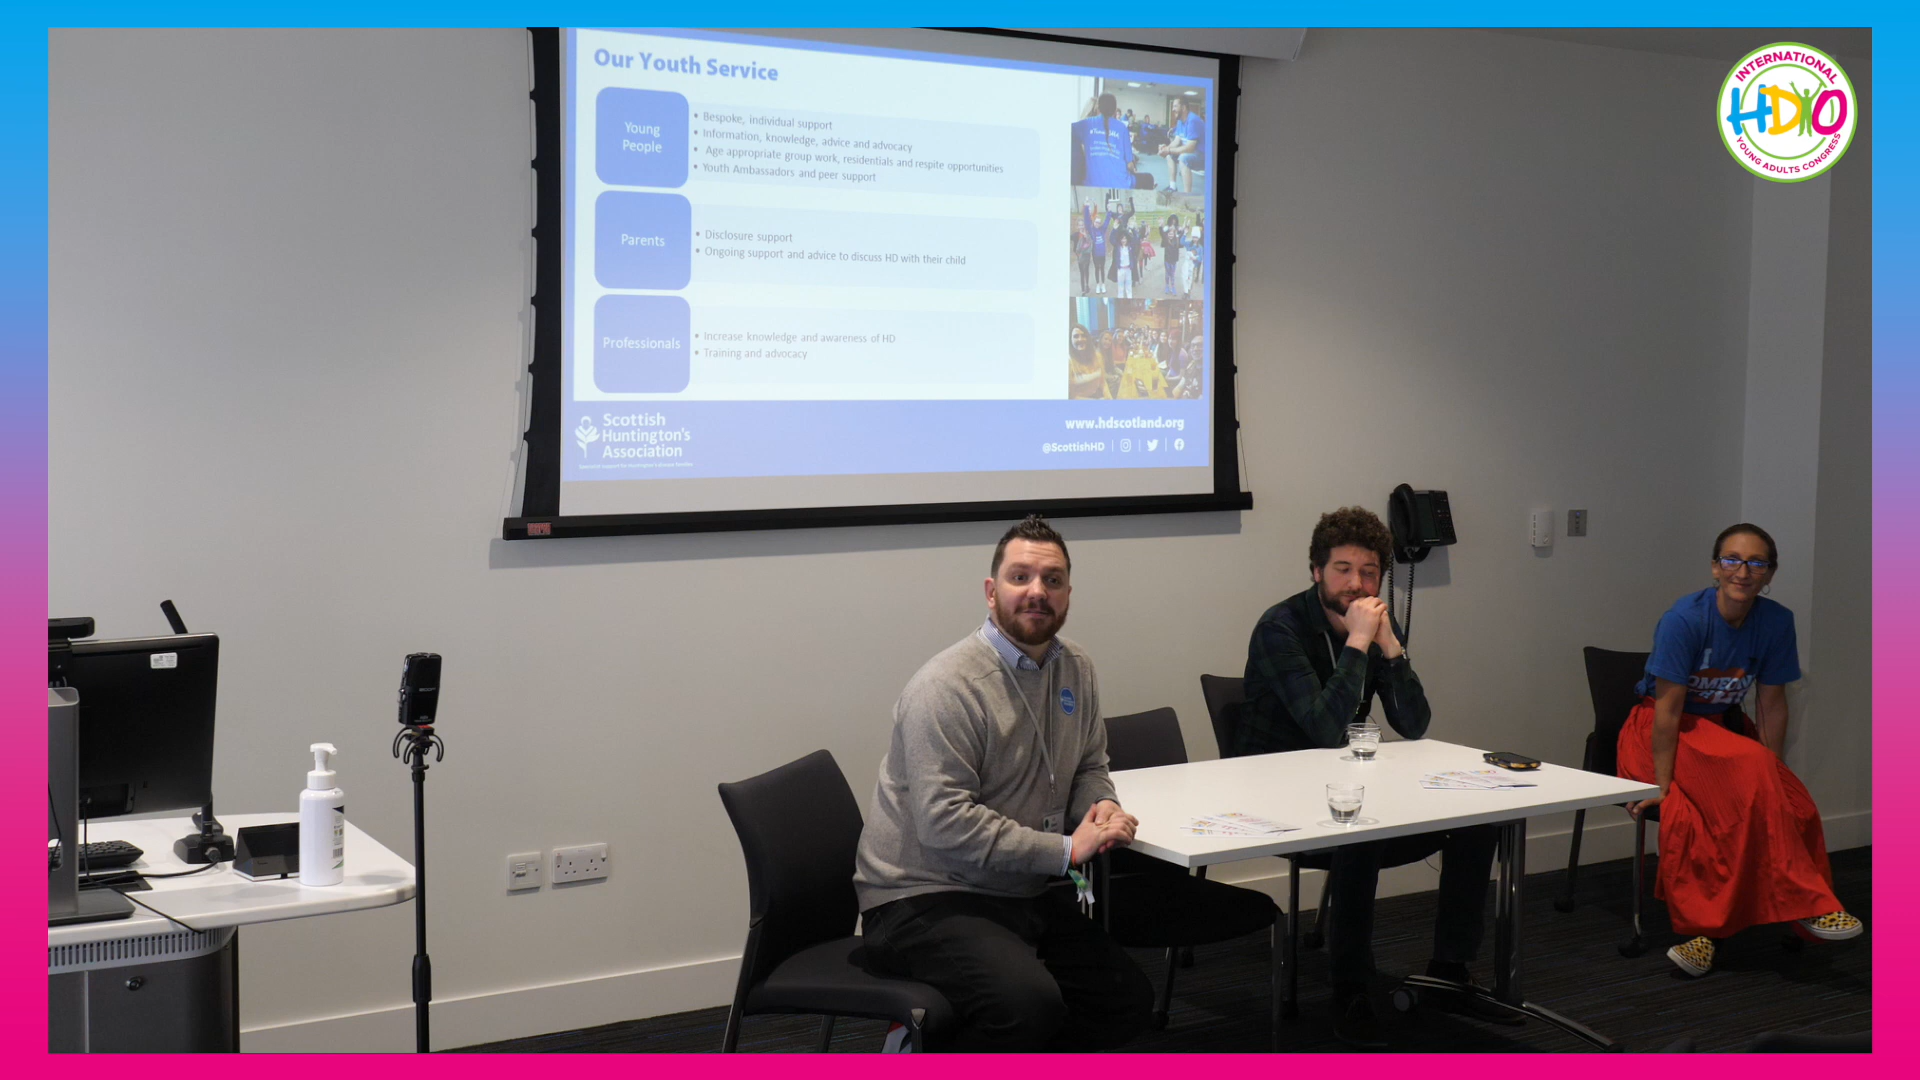 Our Youth Service
Young
People
• Bespoke, individual support
• Information, knowledge, advice and advocacy
• Age appropriate group work, residentials and respite opportunities
• Youth Ambassadors and peer support
Parents
• Disclosure support
• Ongoing support and advice to discuss HD with their child
Professionals
• Increase knowledge and awareness of HD
• Training and advocacy
Scottish
Huntington's
Association
www.hdscotland.org
@ScottishHD
INTERNATIONAL
HDYO
YOUNG ADULTS CONGRESS
I